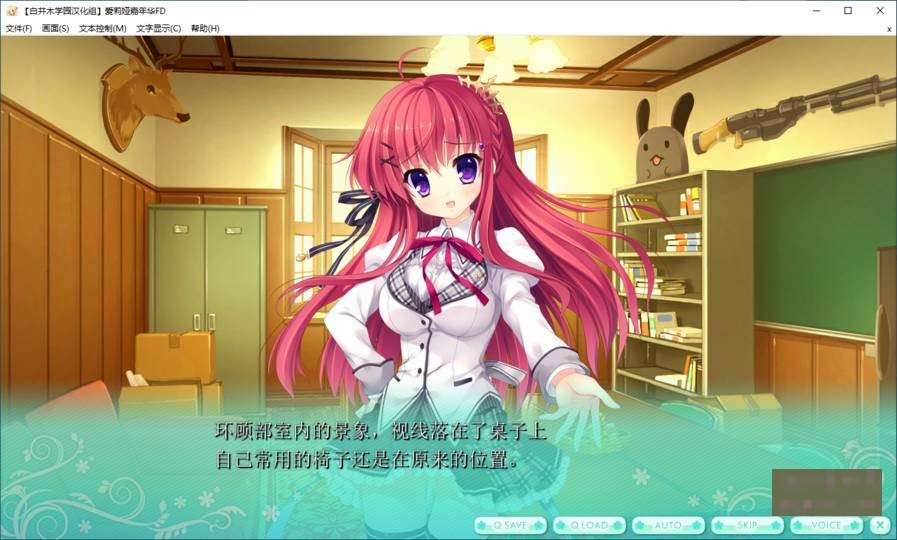 【白井木学园汉化组】爱莉娅嘉年华FD
文件(F) 画面(S) 文本控制(M) 文字显示(C) 帮助(H)
环顾部室内的景象，视线落在了桌子上
自己常用的椅子还是在原来的位置。
Q.SAVE Q.LOAD AUTO SKIP VOICE